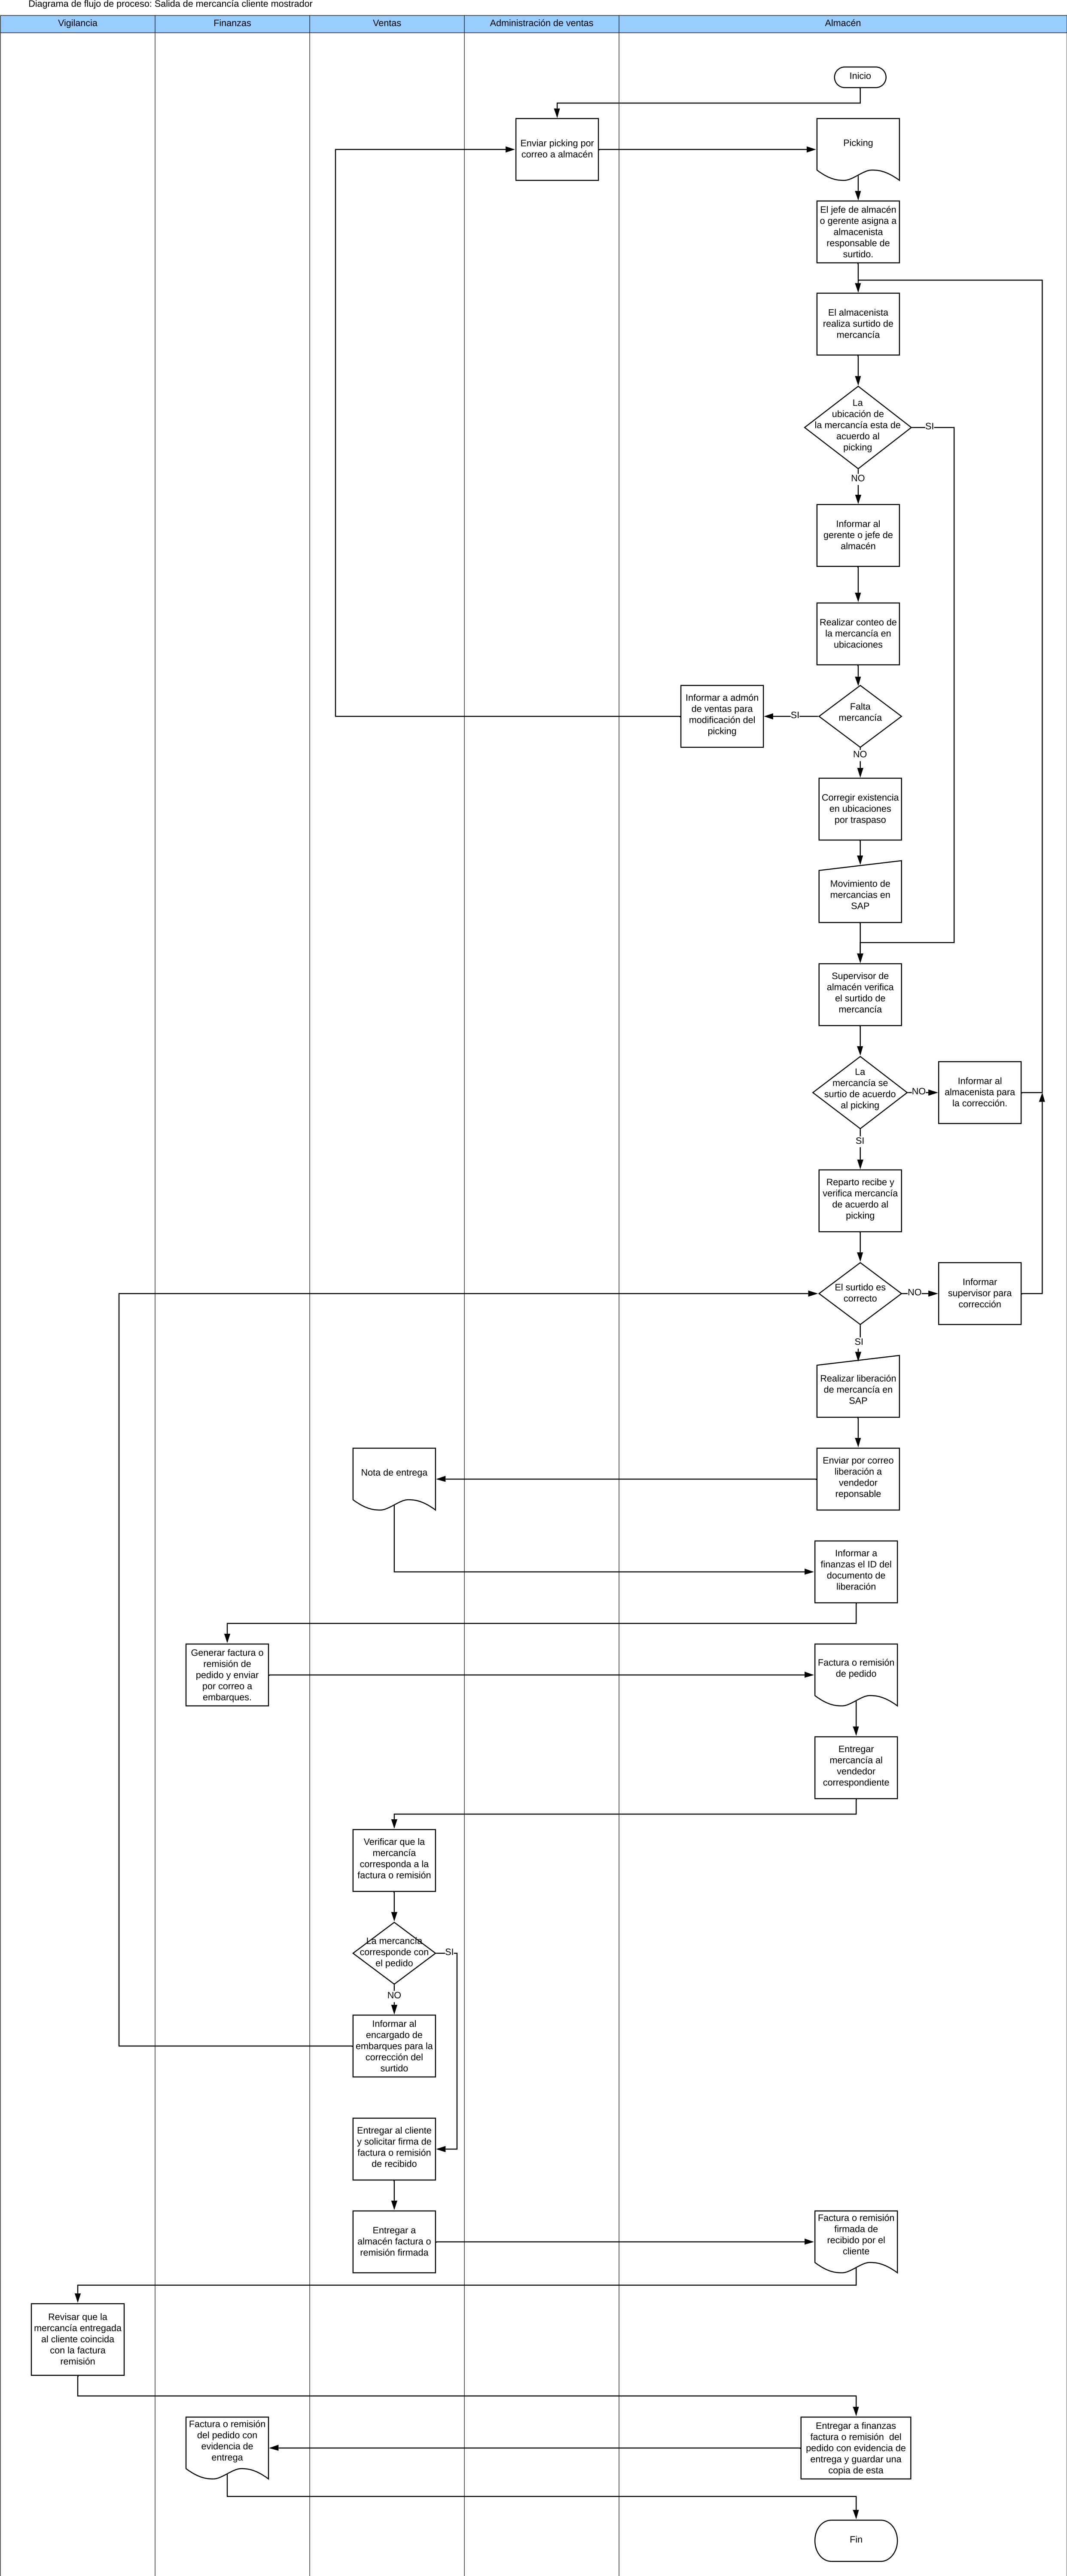 Diagrama de flujo de proceso: Salida de mercancía cliente mostrador
Vigilancia
Finanzas
Ventas
Administración de ventas
Almacén
Inicio
Enviar picking por
correo a almacén
Picking
El jefe de almacén
o gerente asigna a
almacenista
responsable de
surtido.
El almacenista
realiza surtido de
mercancía
La
ubicación de
la mercancía esta de
acuerdo al
picking
SI
NO
Informar al
gerente o jefe de
almacén
Realizar conteo de
la mercancía en
ubicaciones
Informar a admón
de ventas para
modificación del
picking
SI
Falta
mercancía
NO
Corregir existencia
en ubicaciones
por traspaso
Movimiento de
mercancias en
SAP
Supervisor de
almacén verifica
el surtido de
mercancía
La
mercancía se
surtio de acuerdo
al picking
NO
Informar al
almacenista para
la corrección.
SI
Reparto recibe y
verifica mercancía
de acuerdo al
picking
El surtido es
correcto
NO
Informar
supervisor para
corrección
SI
Realizar liberación
de mercancía en
SAP
Nota de entrega
Enviar por correo
liberación a
vendedor
reponsable
Informar a
finanzas el ID del
documento de
liberación
Generar factura o
remisión de
pedido y enviar
por correo a
embarques.
Factura o remisión
de pedido
Entregar
mercancía al
vendedor
correspondiente
Verificar que la
mercancía
corresponda a la
factura o remisión
La mercancía
corresponde con
el pedido
SI
NO
Informar al
encargado de
embarques para la
corrección del
surtido
Entregar al cliente
y solicitar firma de
factura o remisión
de recibido
Entregar a
almacén factura o
remisión firmada
Factura o remisión
firmada de
recibido por el
cliente
Revisar que la
mercancía entregada
al cliente coincida
con la factura
remisión
Factura o remisión
del pedido con
evidencia de
entrega
Entregar a finanzas
factura o remisión del
pedido con evidencia de
entrega y guardar una
copia de esta
Fin